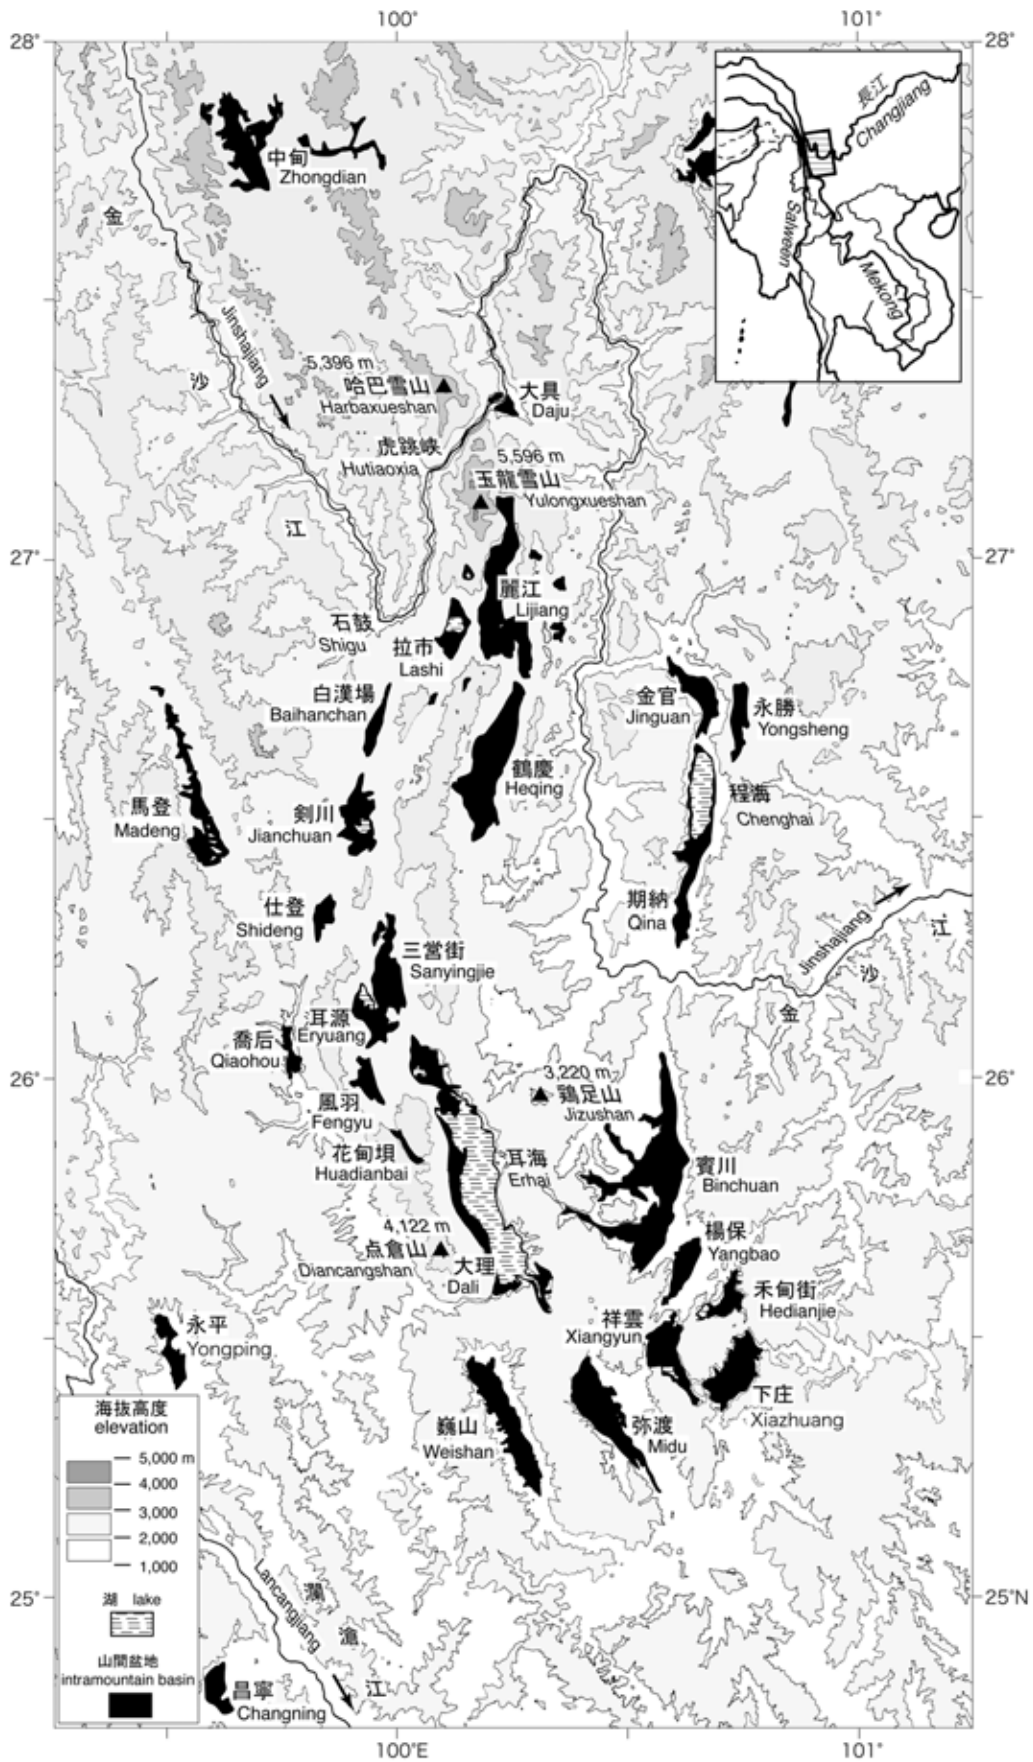 100°
101°
28°
28°
長江
Changjiang
Salween
Mekong
中甸
Zhongdian
金
Jinshajiang
沙
5,396 m
哈巴雪山
Harbaxueshan
大具
Daju
虎跳峡
Hutiaoxia
5,596 m
玉龍雪山
Yulongxueshan
江
27°
27°
麗江
Lijiang
石鼓
Shigu
拉市
Lashi
白漢場
Baihanchan
金官
Jinguan
永勝
Yongsheng
鶴慶
Heqing
馬登
Madeng
剣川
Jianchuan
程海
Chenghai
仕登
Shideng
期納
Qina
三營街
Sanyingjie
Jinshajiang
江
沙
金
耳源
Eryuang
喬后
Qiaohou
26°
26°
3,220 m
鶏足山
Jizushan
風羽
Fengyu
花甸垻
Huadianbai
耳海
Erhai
賓川
Binchuan
4,122 m
点倉山
Diancangshan
大理
Dali
楊保
Yangbao
禾甸街
Hedianjie
祥雲
Xiangyun
永平
Yongping
下庄
Xiazhuang
巍山
Weishan
弥渡
Midu
海抜高度
elevation
5,000 m
4,000
3,000
2,000
1,000
湖 lake
山間盆地
intramountain basin
25°
25°N
Lancangjiang
瀾
滄
江
昌寧
Changning
100°E
101°